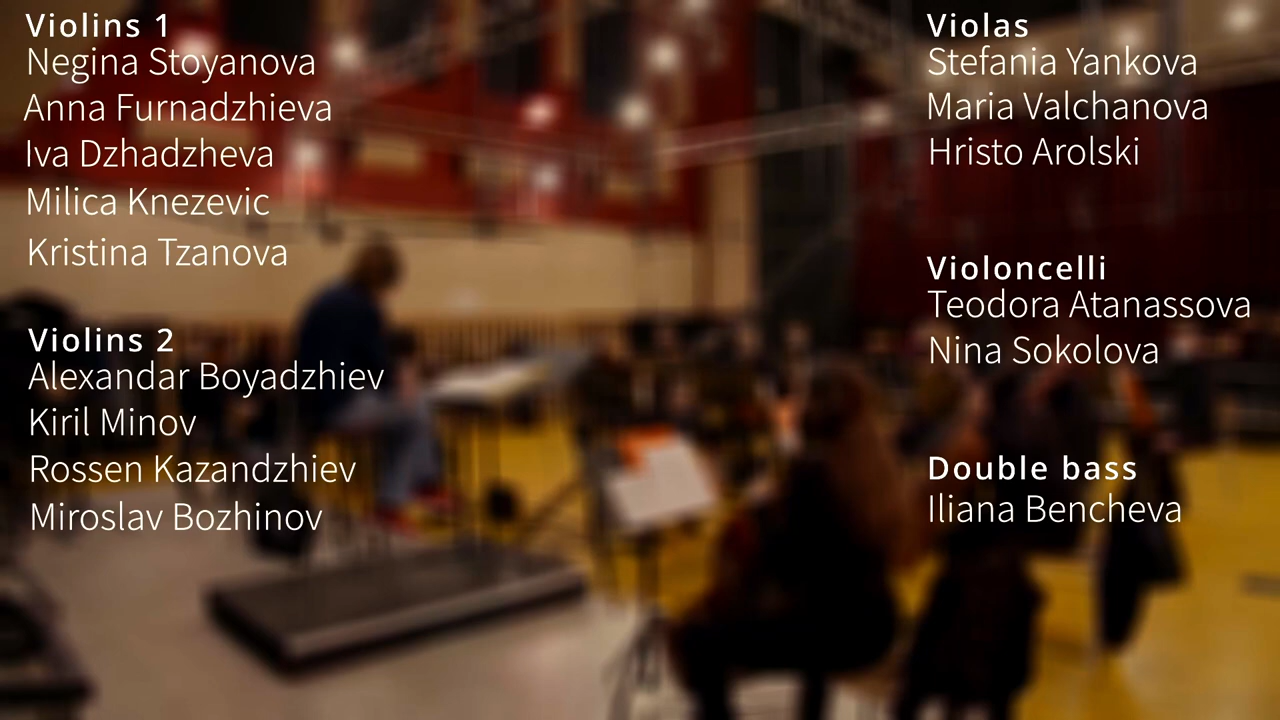 Violins 1
Negina Stoyanova
Anna Furnadzhieva
Iva Dzhadzheva
Milica Knezevic
Kristina Tzanova
Violins 2
Alexandar Boyadzhiev
Kiril Minov
Rossen Kazandzhiev
Miroslav Bozhinov
Violas
Stefania Yankova
Maria Valchanova
Hristo Arolski
Violoncelli
Teodora Atanassova
Nina Sokolova
Double bass
Iliana Bencheva